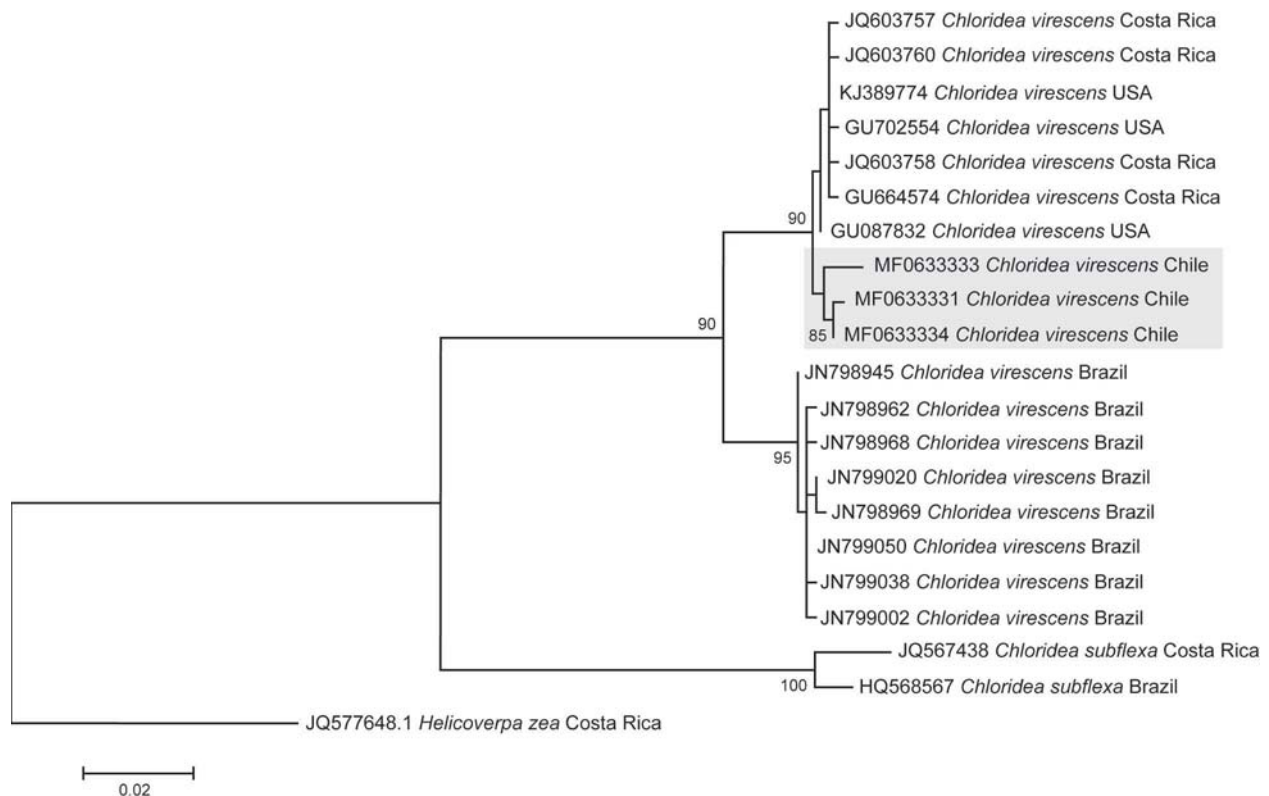 JQ603757 Chloridea virescens Costa Rica
JQ603760 Chloridea virescens Costa Rica
KJ389774 Chloridea virescens USA
GU702554 Chloridea virescens USA
JQ603758 Chloridea virescens Costa Rica
GU664574 Chloridea virescens Costa Rica
90
GU087832 Chloridea virescens USA
MF0633333 Chloridea virescens Chile
MF0633331 Chloridea virescens Chile
90
85
MF0633334 Chloridea virescens Chile
JN798945 Chloridea virescens Brazil
JN798962 Chloridea virescens Brazil
JN798968 Chloridea virescens Brazil
95
JN799020 Chloridea virescens Brazil
JN798969 Chloridea virescens Brazil
JN799050 Chloridea virescens Brazil
JN799038 Chloridea virescens Brazil
JN799002 Chloridea virescens Brazil
JQ567438 Chloridea subflexa Costa Rica
100
HQ568567 Chloridea subflexa Brazil
JQ577648.1 Helicoverpa zea Costa Rica
0.02